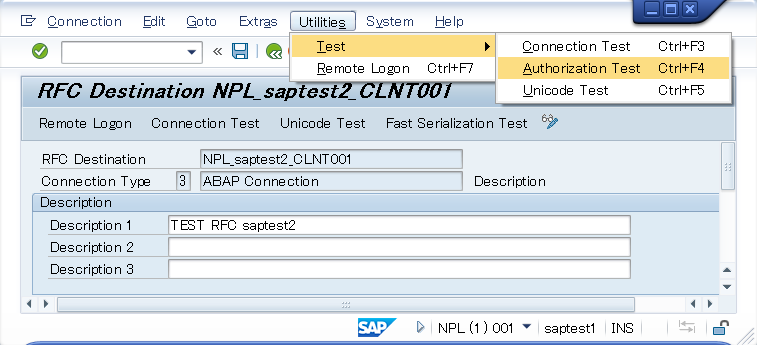 Connection Edit Goto Extras Utilities System Help
Test
Remote Logon Ctrl+F7
Connection Test Ctrl+F3
Authorization Test Ctrl+F4
Unicode Test Ctrl+F5
RFC Destination NPL_saptest2_CLNT001
Remote Logon Connection Test Unicode Test Fast Serialization Test
RFC Destination NPL_saptest2_CLNT001
Connection Type 3 ABAP Connection Description
Description
Description 1 TEST RFC saptest2
Description 2
Description 3
SAP NPL (1) 001 saptest1 INS